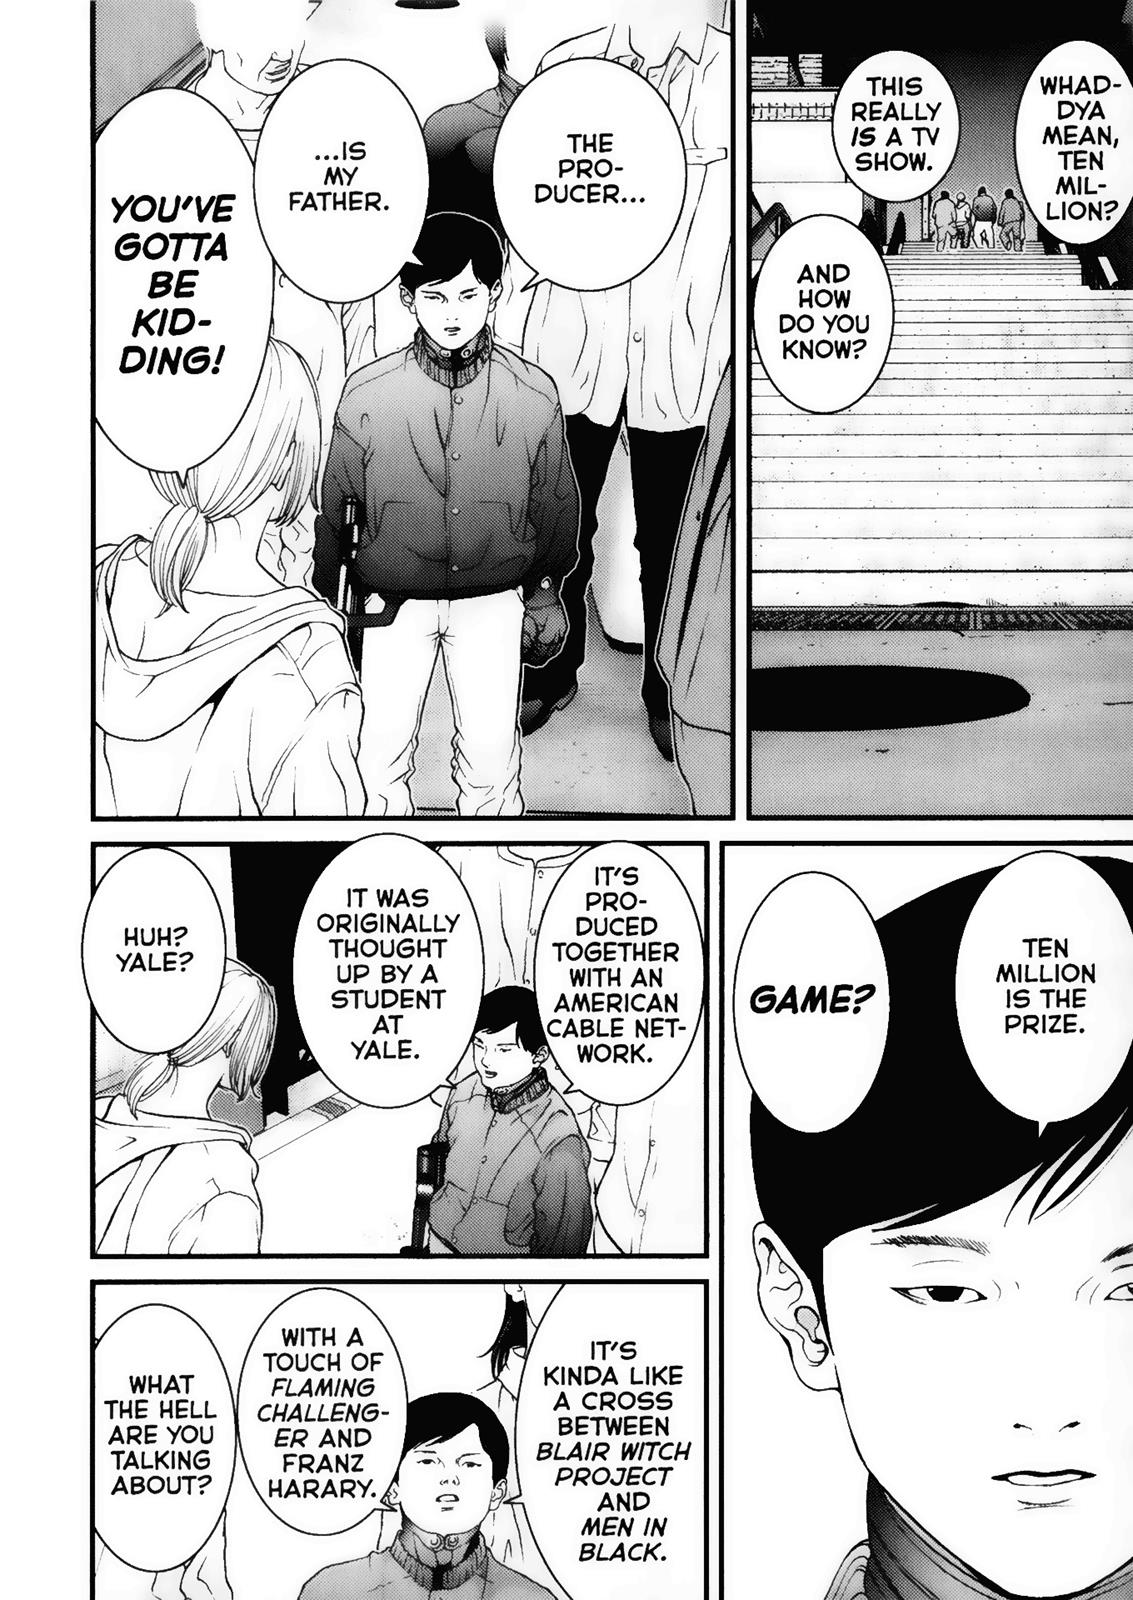 WHAD-
DYA
MEAN,
TEN
MIL-
LION?
THIS
REALLY
IS A TV
SHOW.
AND
HOW
DO YOU
KNOW?
THE
PRO-
DUCER...
...IS
MY
FATHER.
YOU'VE
GOTTA
BE
KID-
DING!
TEN
MILLION
IS THE
PRIZE.
GAME?
IT'S
PRO-
DUCED
TOGETHER
WITH AN
AMERICAN
CABLE NET-
WORK.
IT WAS
ORIGINALLY
THOUGHT
UP BY A
STUDENT
AT
YALE.
HUH?
YALE?
IT'S
KINDA LIKE
A CROSS
BETWEEN
BLAIR WITCH
PROJECT
AND
MEN IN
BLACK.
WITH A
TOUCH OF
FLAMING
CHALLENG-
ER AND
FRANZ
HARARY.
WHAT
THE HELL
ARE YOU
TALKING
ABOUT?